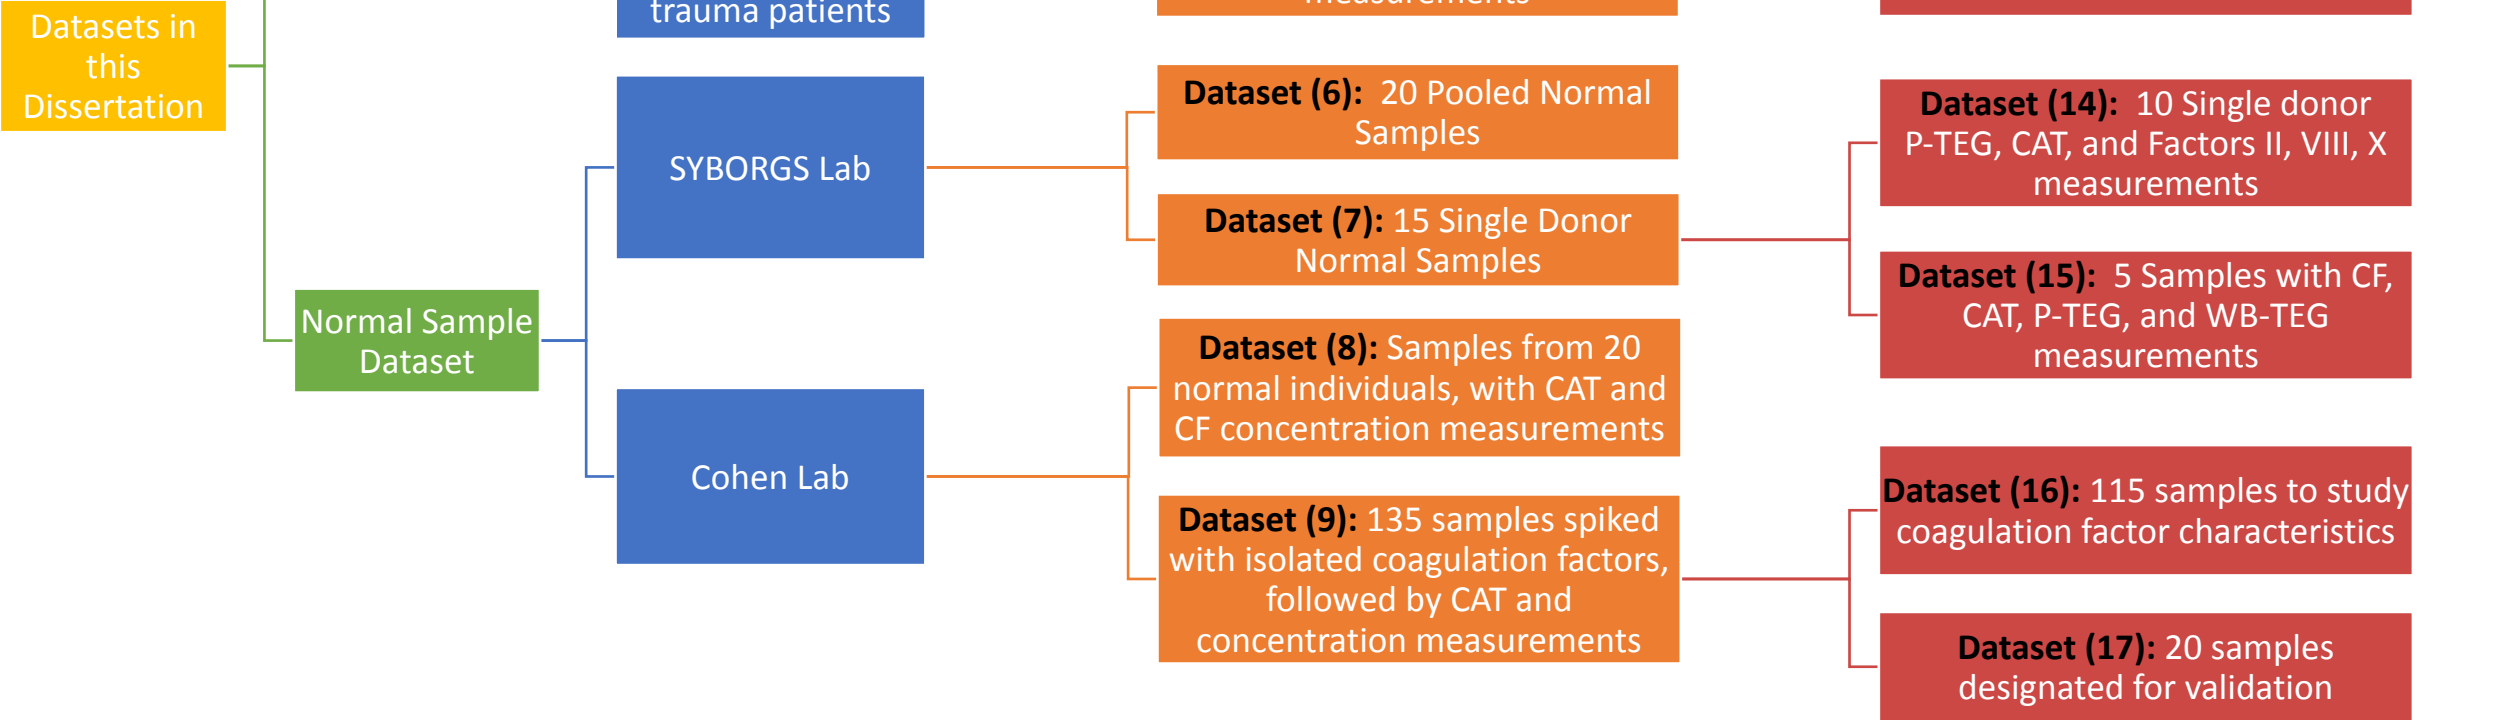 Datasets in
this
Dissertation
trauma patients
measurements
Normal Sample
Dataset
SYBORGS Lab
Cohen Lab
Dataset (6):  20 Pooled Normal
Samples
Dataset (7): 15 Single Donor
Normal Samples
Dataset (8): Samples from 20
normal individuals, with CAT and
CF concentration measurements
Dataset (9): 135 samples spiked
with isolated coagulation factors,
followed by CAT and
concentration measurements
Dataset (14):  10 Single donor
P-TEG, CAT, and Factors II, VIII, X
measurements
Dataset (15):  5 Samples with CF,
CAT, P-TEG, and WB-TEG
measurements
Dataset (16): 115 samples to study
coagulation factor characteristics
Dataset (17): 20 samples
designated for validation